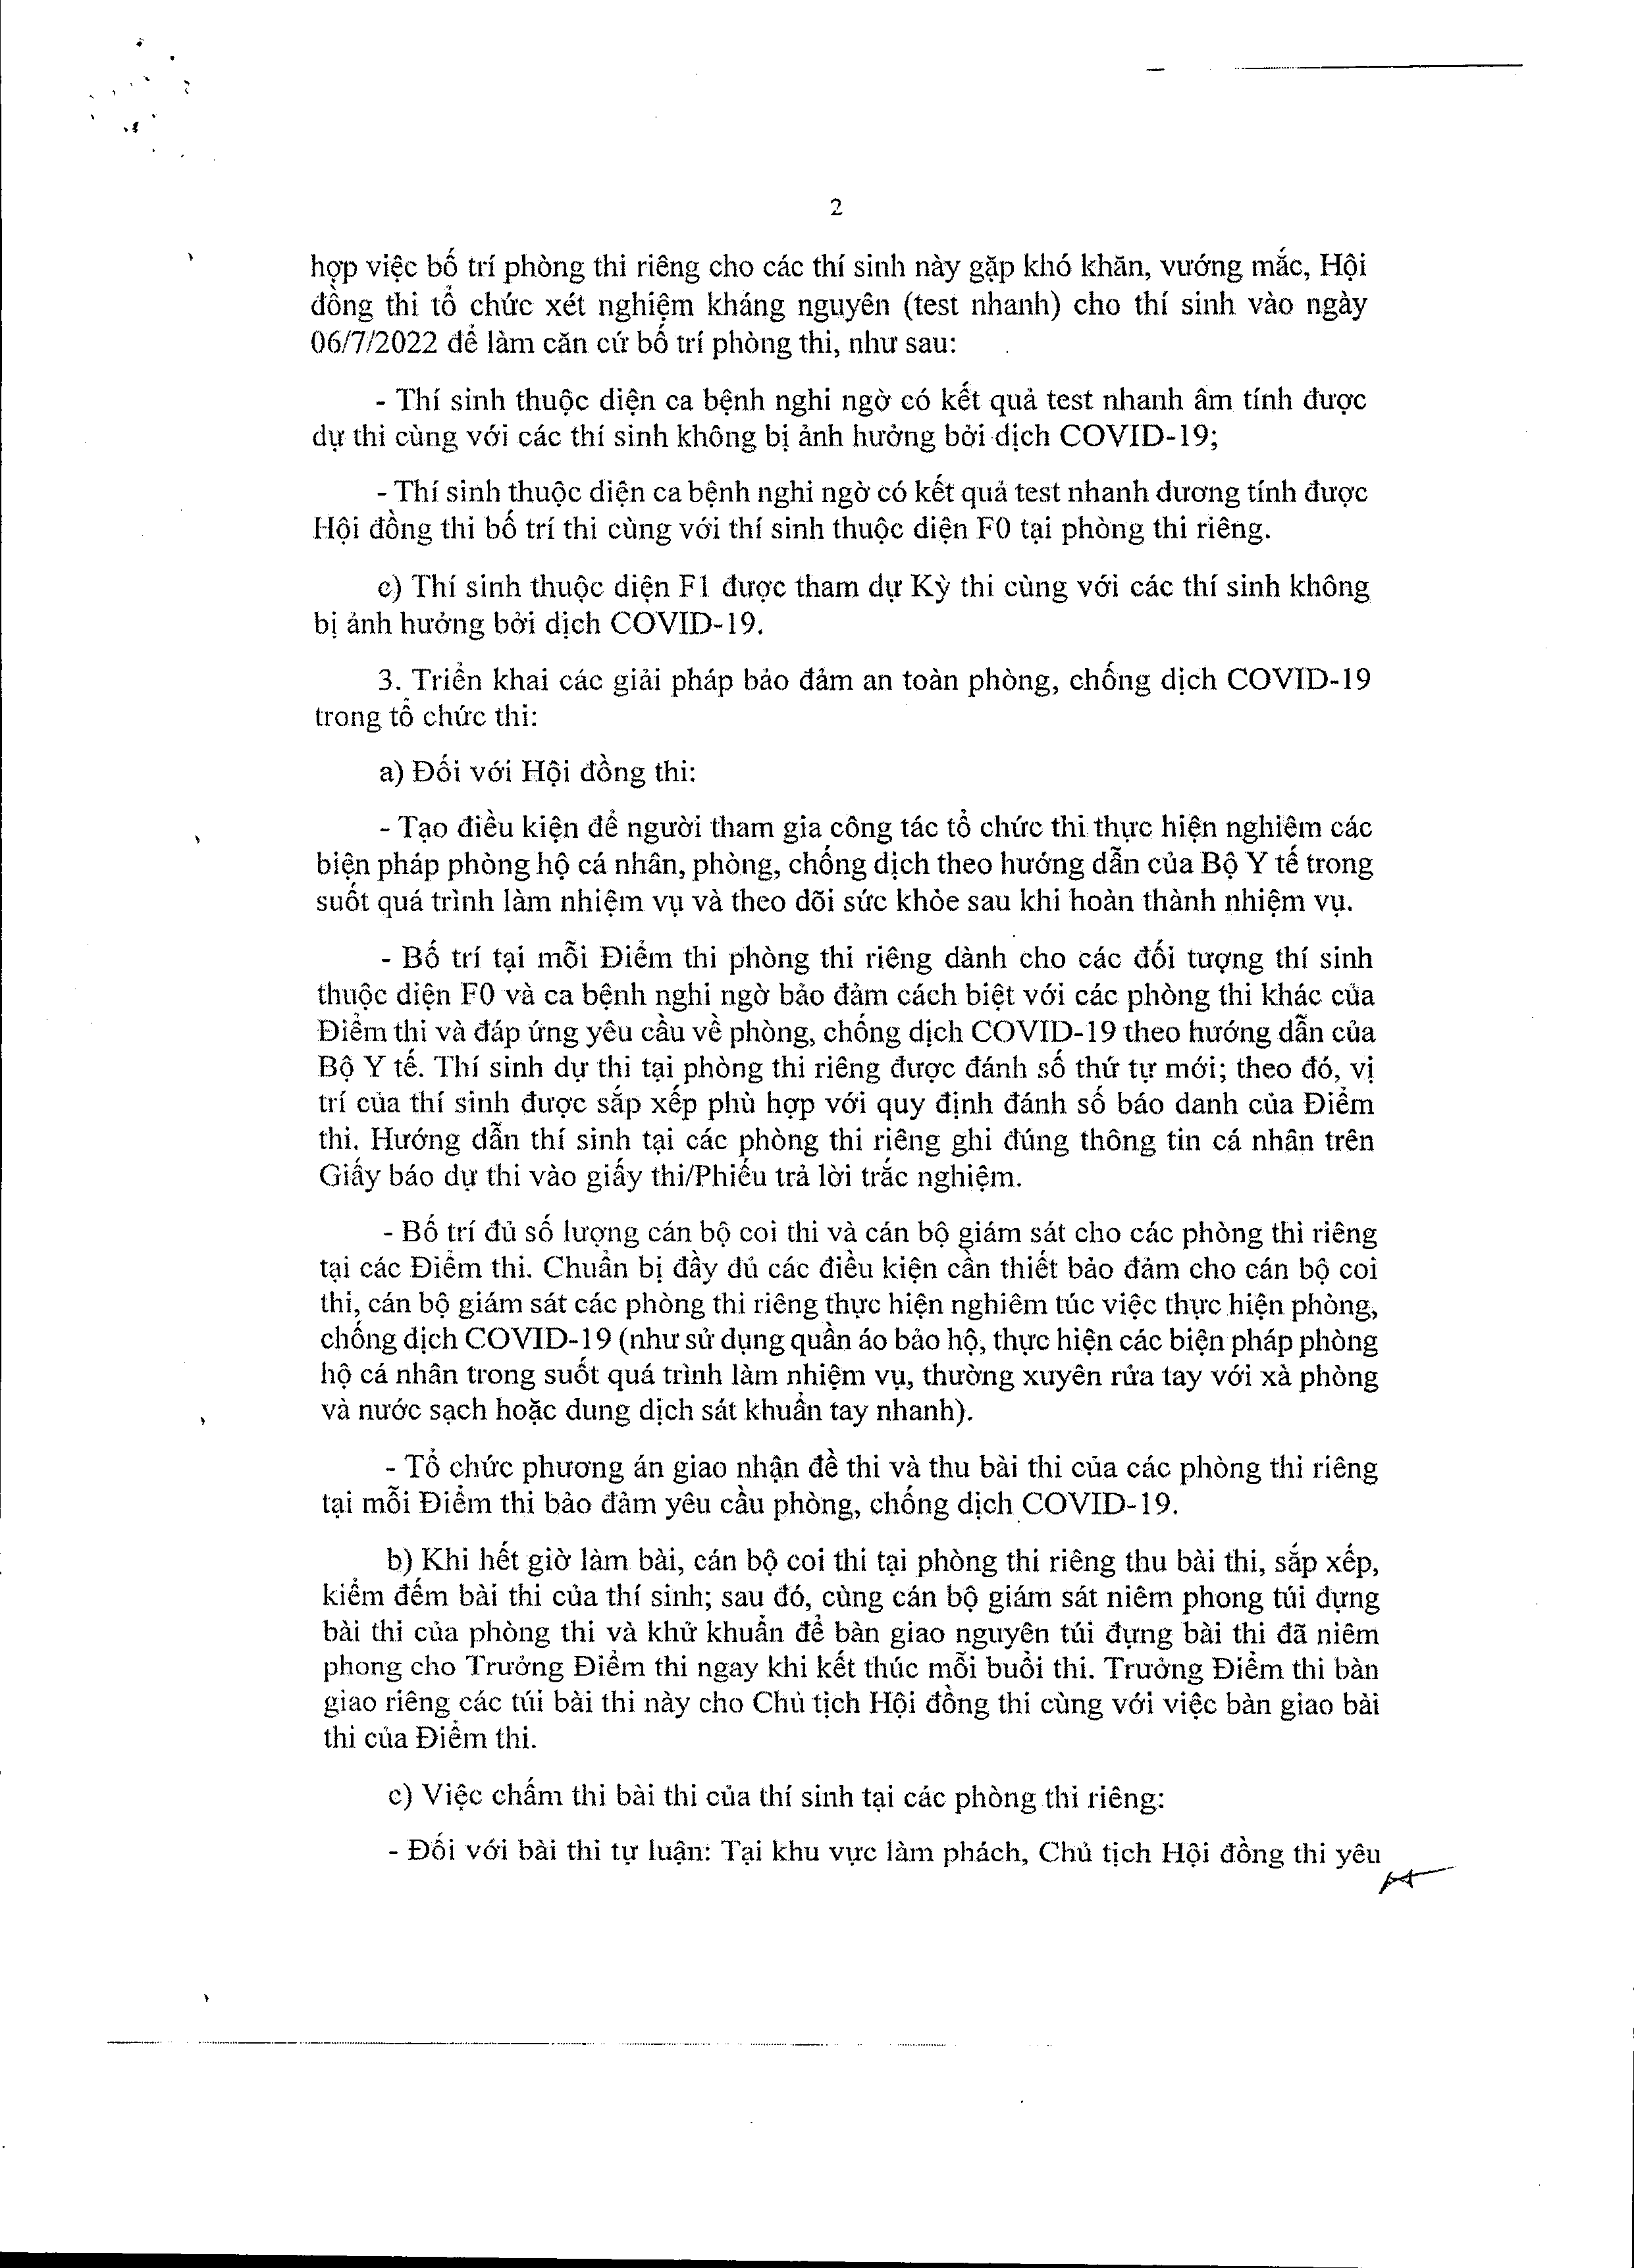 2
hợp việc bố trí phòng thi riêng cho các thí sinh này gặp khó khăn, vướng mắc, Hội
đồng thi tổ chức xét nghiệm kháng nguyên (test nhanh) cho thí sinh vào ngày
06/7/2022 để làm căn cứ bố trí phòng thi, như sau:
- Thí sinh thuộc diện ca bệnh nghi ngờ có kết quả test nhanh âm tính được
dự thi cùng với các thí sinh không bị ảnh hưởng bởi dịch COVID-19;
- Thí sinh thuộc diện ca bệnh nghi ngờ có kết quả test nhanh dương tính được
Hội đồng thi bố trí thi cùng với thí sinh thuộc diện F0 tại phòng thi riêng.
c) Thí sinh thuộc diện F1 được tham dự Kỳ thi cùng với các thí sinh không
bị ảnh hưởng bởi dịch COVID-19.
3. Triển khai các giải pháp bảo đảm an toàn phòng, chống dịch COVID-19
trong tổ chức thi:
a) Đối với Hội đồng thi:
- Tạo điều kiện để người tham gia công tác tổ chức thi thực hiện nghiêm các
biện pháp phòng hộ cá nhân, phòng, chống dịch theo hướng dẫn của Bộ Y tế trong
suốt quá trình làm nhiệm vụ và theo dõi sức khỏe sau khi hoàn thành nhiệm vụ.
- Bố trí tại mỗi Điểm thi phòng thi riêng dành cho các đối tượng thí sinh
thuộc diện F0 và ca bệnh nghi ngờ bảo đảm cách biệt với các phòng thi khác của
Điểm thi và đáp ứng yêu cầu về phòng, chống dịch COVID-19 theo hướng dẫn của
Bộ Y tế. Thí sinh dự thi tại phòng thi riêng được đánh số thứ tự mới; theo đó, vị
trí của thí sinh được sắp xếp phù hợp với quy định đánh số báo danh của Điểm
thi. Hướng dẫn thí sinh tại các phòng thi riêng ghi đúng thông tin cá nhân trên
Giấy báo dự thi vào giấy thi/Phiếu trả lời trắc nghiệm.
- Bố trí đủ số lượng cán bộ coi thi và cán bộ giám sát cho các phòng thi riêng
tại các Điểm thi. Chuẩn bị đầy đủ các điều kiện cần thiết bảo đảm cho cán bộ coi
thi, cán bộ giám sát các phòng thi riêng thực hiện nghiêm túc việc thực hiện phòng,
chống dịch COVID-19 (như sử dụng quần áo bảo hộ, thực hiện các biện pháp phòng
hộ cá nhân trong suốt quá trình làm nhiệm vụ, thường xuyên rửa tay với xà phòng
và nước sạch hoặc dung dịch sát khuẩn tay nhanh).
- Tổ chức phương án giao nhận đề thi và thu bài thi của các phòng thi riêng
tại mỗi Điểm thi bảo đảm yêu cầu phòng, chống dịch COVID-19.
b) Khi hết giờ làm bài, cán bộ coi thi tại phòng thi riêng thu bài thi, sắp xếp,
kiểm đếm bài thi của thí sinh; sau đó, cùng cán bộ giám sát niêm phong túi đựng
bài thi của phòng thi và khử khuẩn để bàn giao nguyên túi đựng bài thi đã niêm
phong cho Trưởng Điểm thi ngay khi kết thúc mỗi buổi thi. Trưởng Điểm thi bàn
giao riêng các túi bài thi này cho Chủ tịch Hội đồng thi cùng với việc bàn giao bài
thi của Điểm thi.
c) Việc chấm thi bài thi của thí sinh tại các phòng thi riêng:
- Đối với bài thi tự luận: Tại khu vực làm phách, Chủ tịch Hội đồng thi yêu